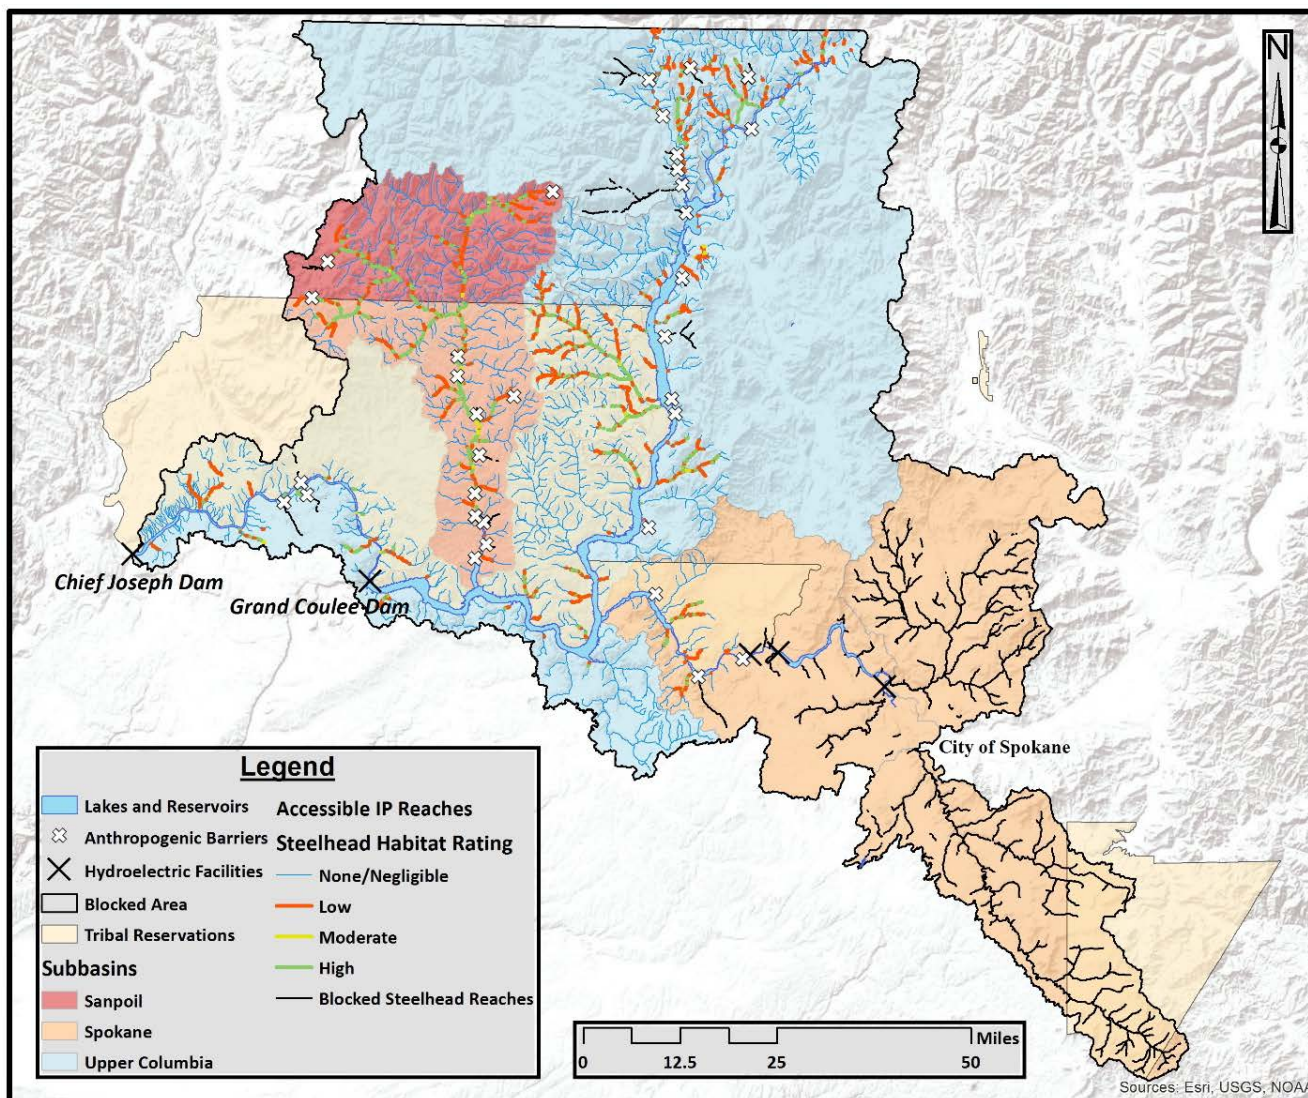 N
Chief Joseph Dam
Grand Coulee Dam
City of Spokane
Legend
Lakes and Reservoirs
Anthropogenic Barriers
Hydroelectric Facilities
Blocked Area
Tribal Reservations
Subbasins
Sanpoil
Spokane
Upper Columbia
Accessible IP Reaches
Steelhead Habitat Rating
None/Negligible
Low
Moderate
High
Blocked Steelhead Reaches
Miles
0 12.5 25 50
Sources: Esri, USGS, NOAA